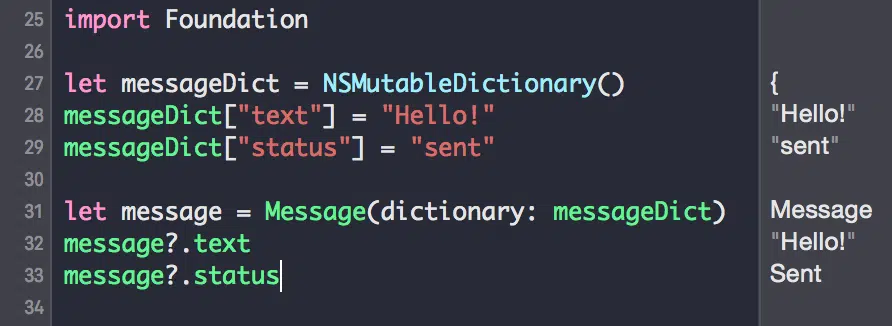 25 import Foundation
26
27 let messageDict = NSMutableDictionary() {
28 messageDict["text"] = "Hello!" "Hello!"
29 messageDict["status"] = "sent" "sent"
30
31 let message = Message(dictionary: messageDict) Message
32 message?.text "Hello!"
33 message?.status Sent
34